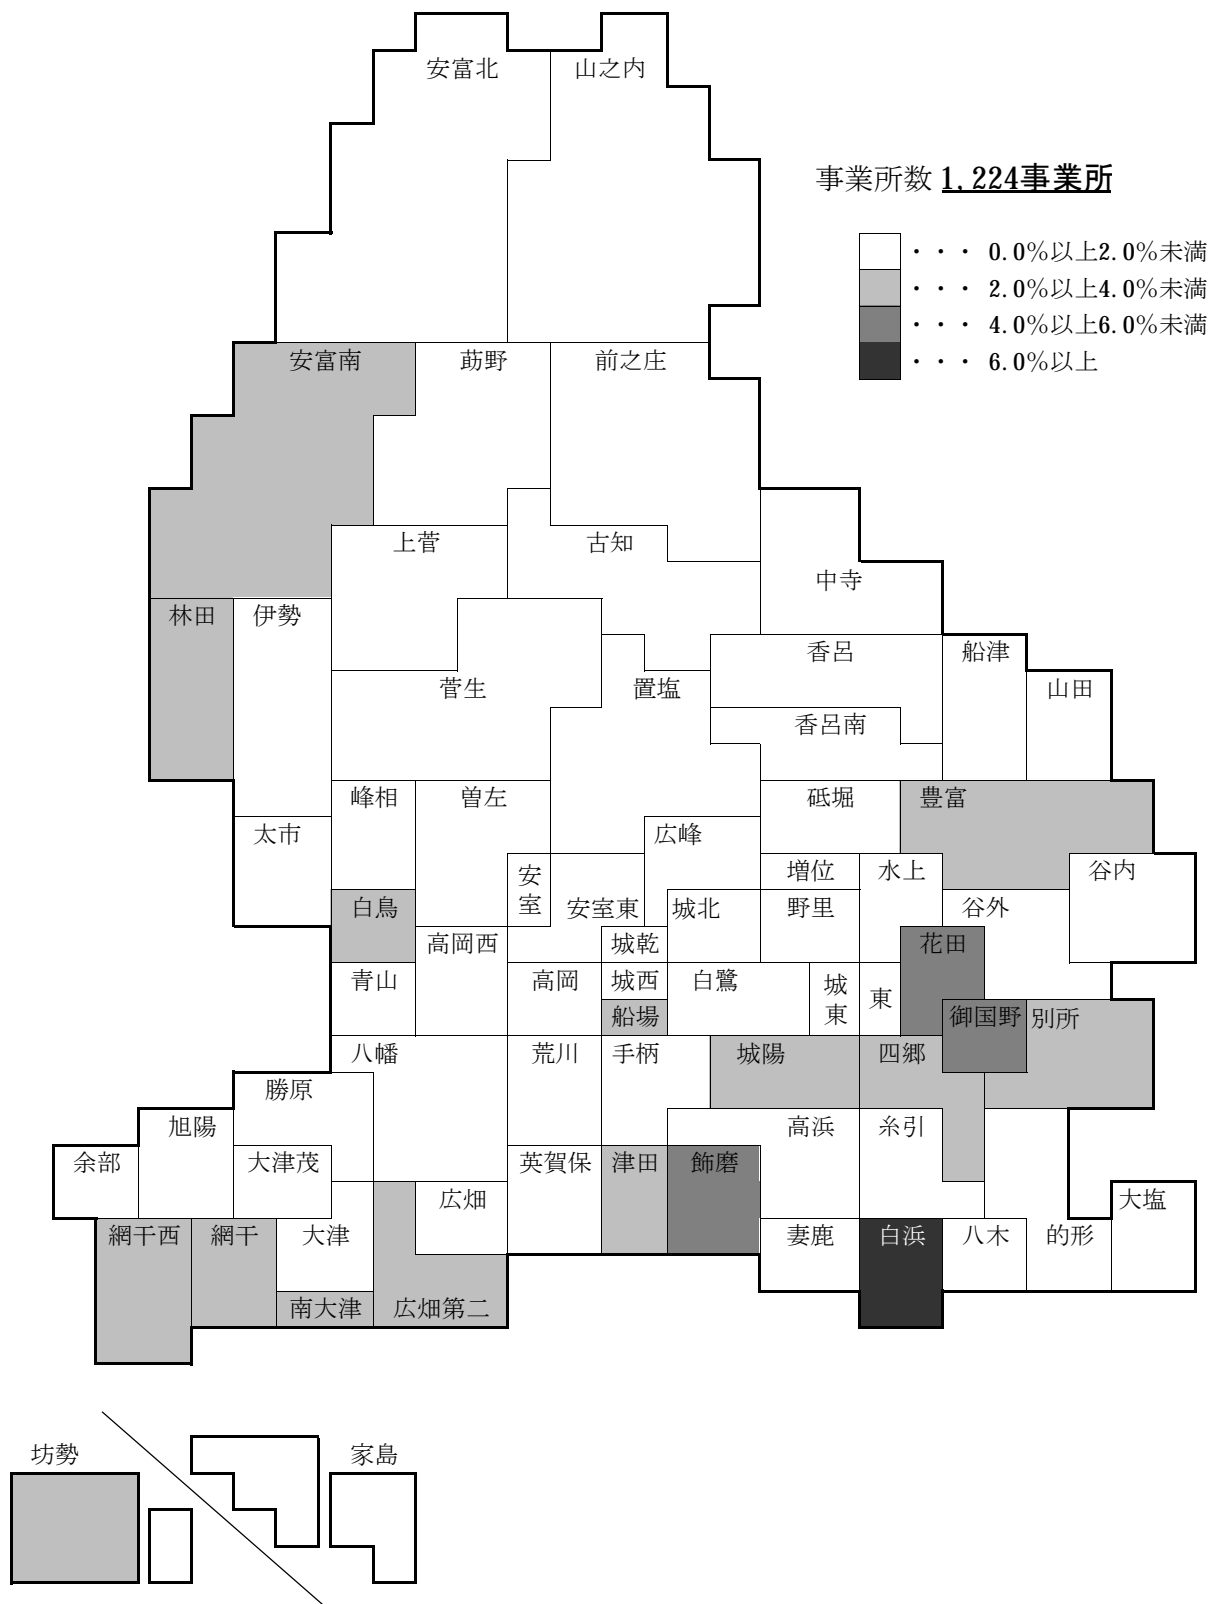 安富北
山之内
事業所数 1,224事業所
・・・ 0.0%以上2.0%未満
・・・ 2.0%以上4.0%未満
・・・ 4.0%以上6.0%未満
・・・ 6.0%以上
安富南
莇野
前之庄
上菅
古知
中寺
林田
伊勢
香呂
船津
菅生
置塩
山田
香呂南
峰相
曽左
砥堀
豊富
太市
広峰
安室
増位
水上
谷内
白鳥
安室東
城北
野里
谷外
高岡西
城乾
花田
青山
高岡
城西
白鷺
城東
東
船場
御国野
別所
八幡
荒川
手柄
城陽
四郷
勝原
旭陽
高浜
糸引
余部
大津茂
英賀保
津田
飾磨
広畑
大塩
網干西
網干
大津
妻鹿
白浜
八木
的形
南大津
広畑第二
坊勢
家島